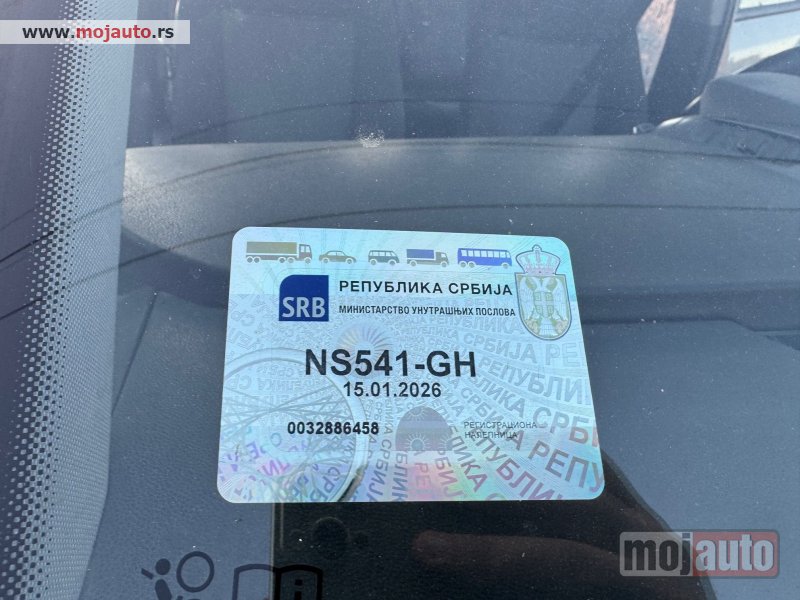 www.mojauto.rs
SRB
РЕПУБЛИКА СРБИЈА
МИНИСТАРСТВО УНУТРАШЊИХ ПОСЛОВА
NS541-GH
15.01.2026
0032886458
РЕГИСТРАЦИОНА
НАЛЕПНИЦА
mojauto